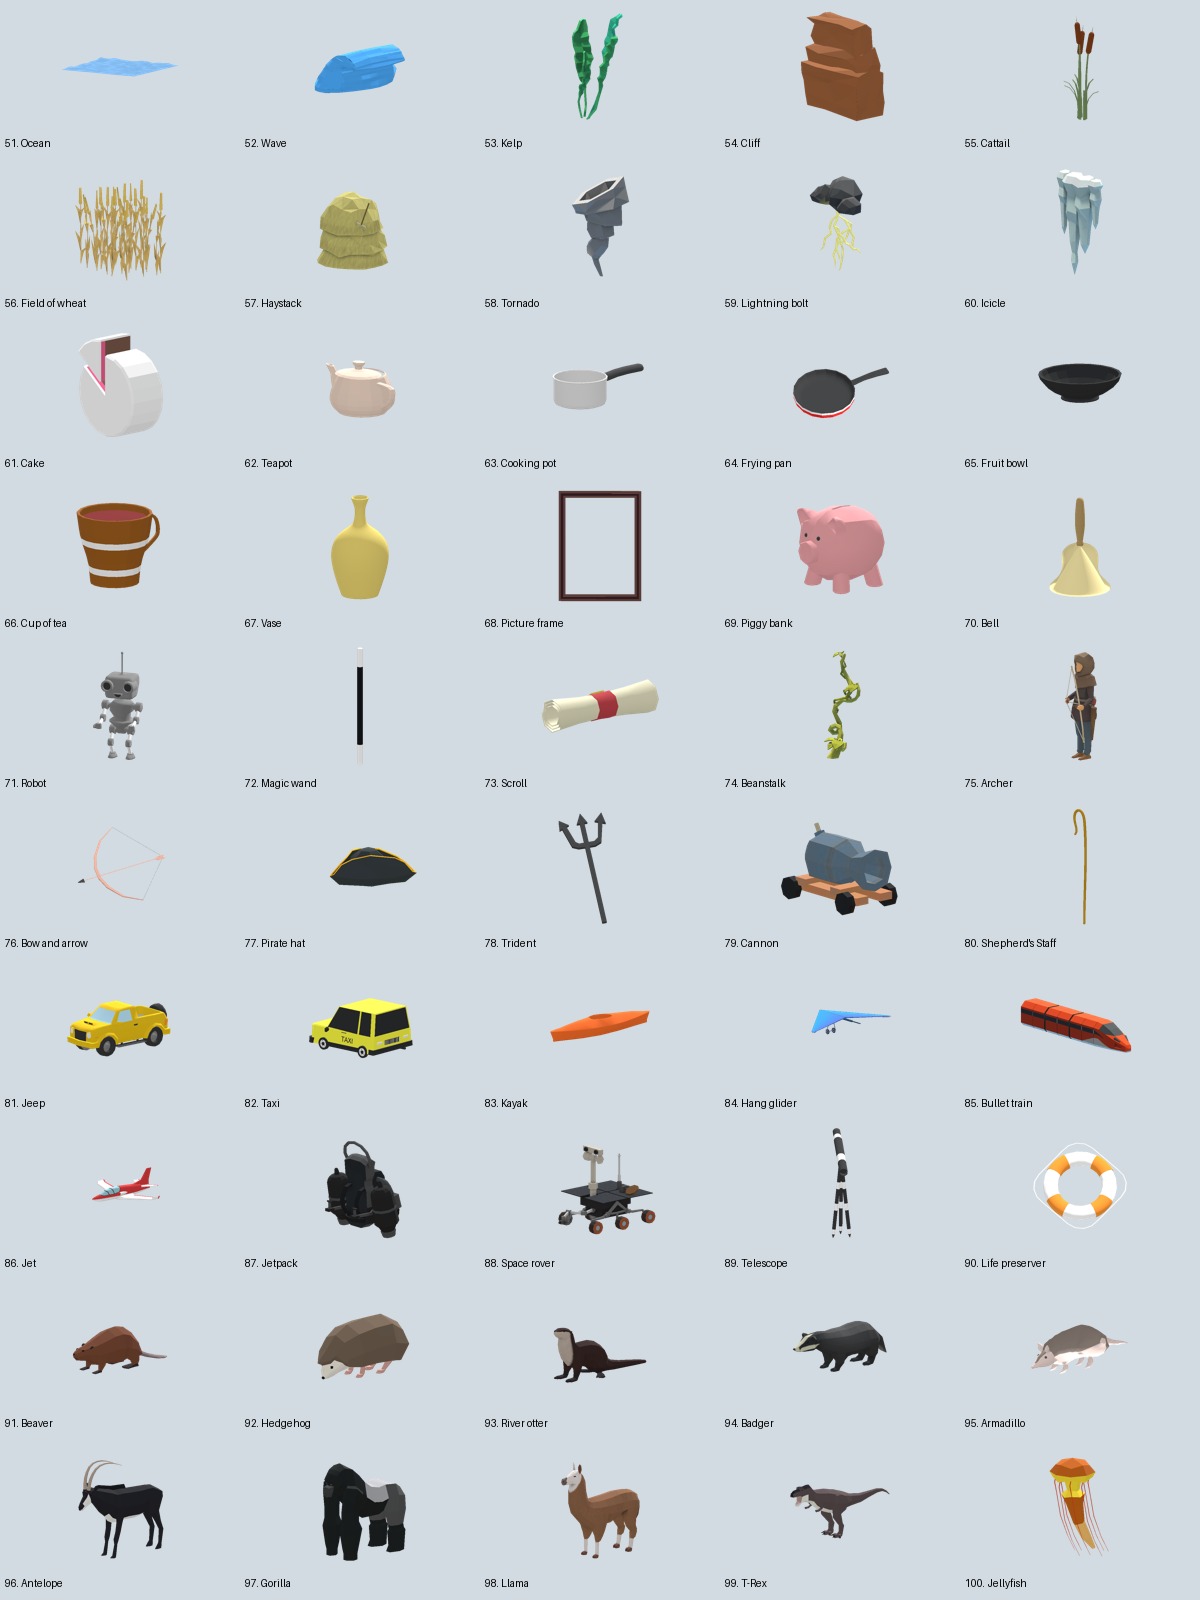 51. Ocean
52. Wave
53. Kelp
54. Cliff
55. Cattail
56. Field of wheat
57. Haystack
58. Tornado
59. Lightning bolt
60. Icicle
61. Cake
62. Teapot
63. Cooking pot
64. Frying pan
65. Fruit bowl
66. Cup of tea
67. Vase
68. Picture frame
69. Piggy bank
70. Bell
71. Robot
72. Magic wand
73. Scroll
74. Beanstalk
75. Archer
76. Bow and arrow
77. Pirate hat
78. Trident
79. Cannon
80. Shepherd's Staff
TAXI
81. Jeep
82. Taxi
83. Kayak
84. Hang glider
85. Bullet train
86. Jet
87. Jetpack
88. Space rover
89. Telescope
90. Life preserver
91. Beaver
92. Hedgehog
93. River otter
94. Badger
95. Armadillo
96. Antelope
97. Gorilla
98. Llama
99. T-Rex
100. Jellyfish